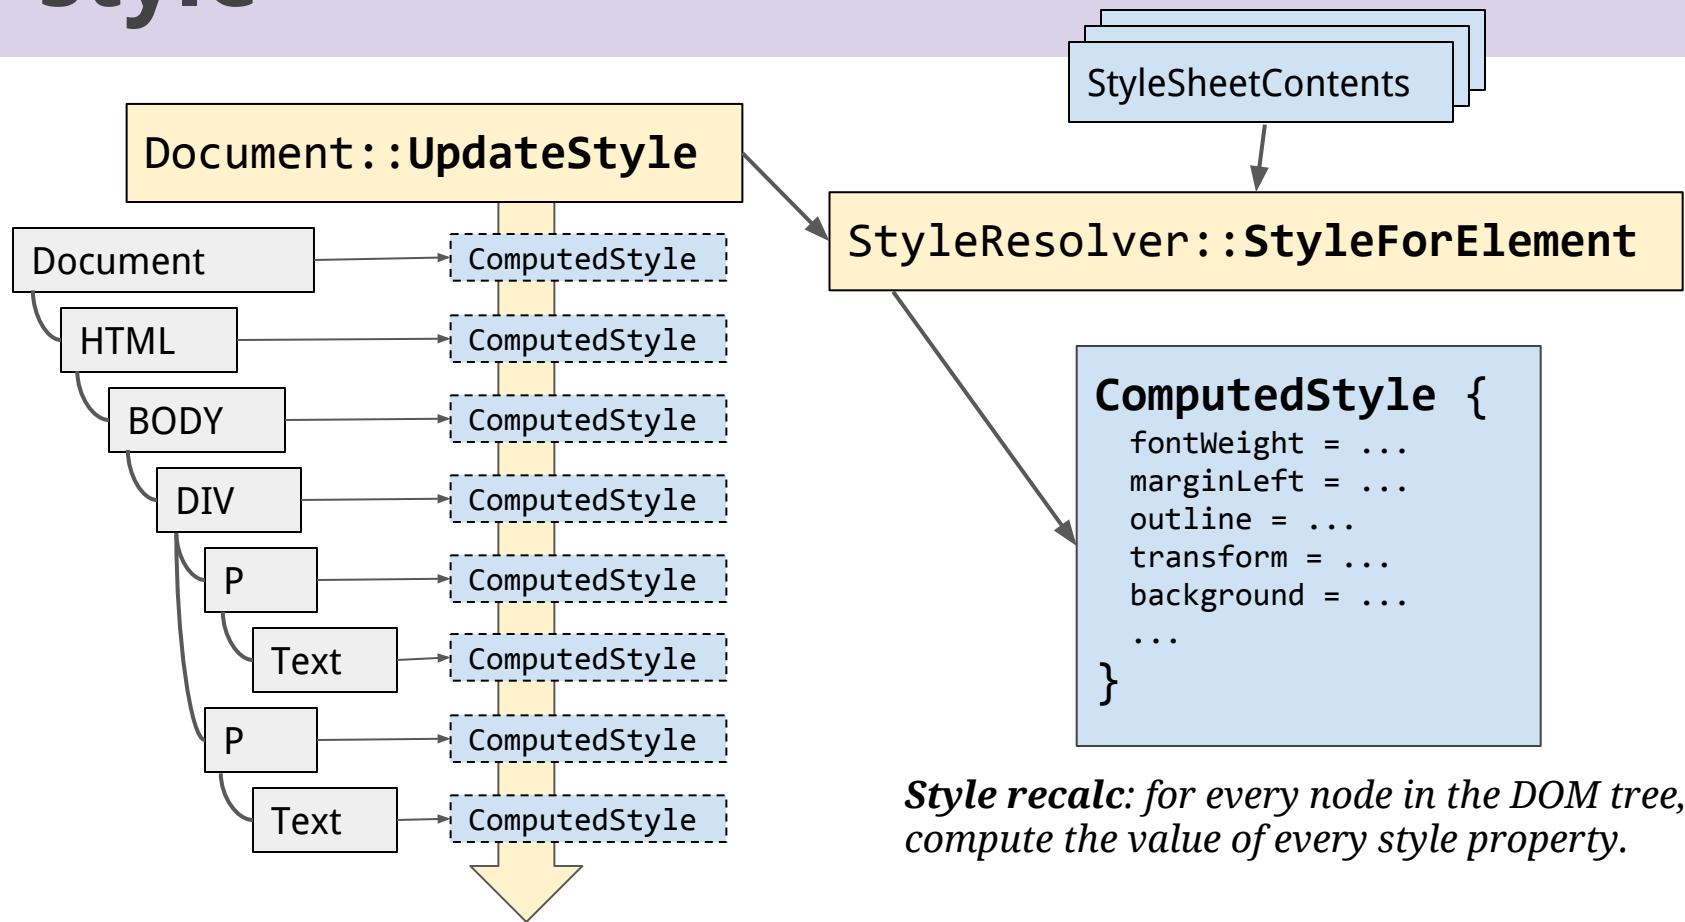 style
StyleSheetContents
Document::UpdateStyle
StyleResolver::StyleForElement
Document
ComputedStyle
HTML
ComputedStyle
BODY
ComputedStyle
DIV
ComputedStyle
P
ComputedStyle
Text
ComputedStyle
P
ComputedStyle
Text
ComputedStyle
ComputedStyle {
fontWeight = ...
marginLeft = ...
outline = ...
transform = ...
background = ...
...
}
Style recalc: for every node in the DOM tree,
compute the value of every style property.